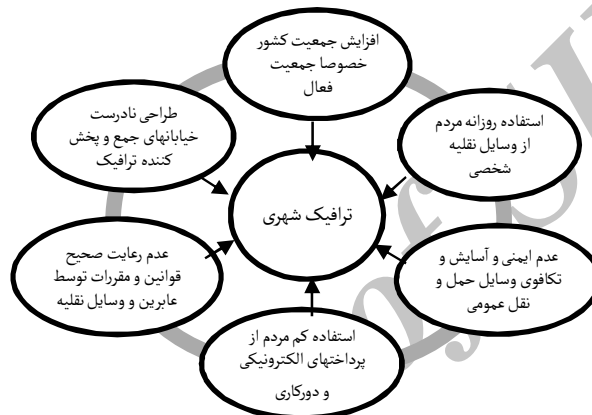 افزایش جمعیت کشور
خصوصا جمعیت
فعال
استفاده روزانه مردم
از وسایل نقلیه
شخصی
عدم ایمنی و آسایش و
تکافوی وسایل حمل و
نقل عمومی
استفاده کم مردم از
پرداختهای الکترونیکی
و دورکاری
عدم رعایت صحیح
قوانین و مقررات توسط
عابرین و وسایل نقلیه
طراحی نادرست
خیابانهای جمع و پخش
کننده ترافیک
ترافیک شهری